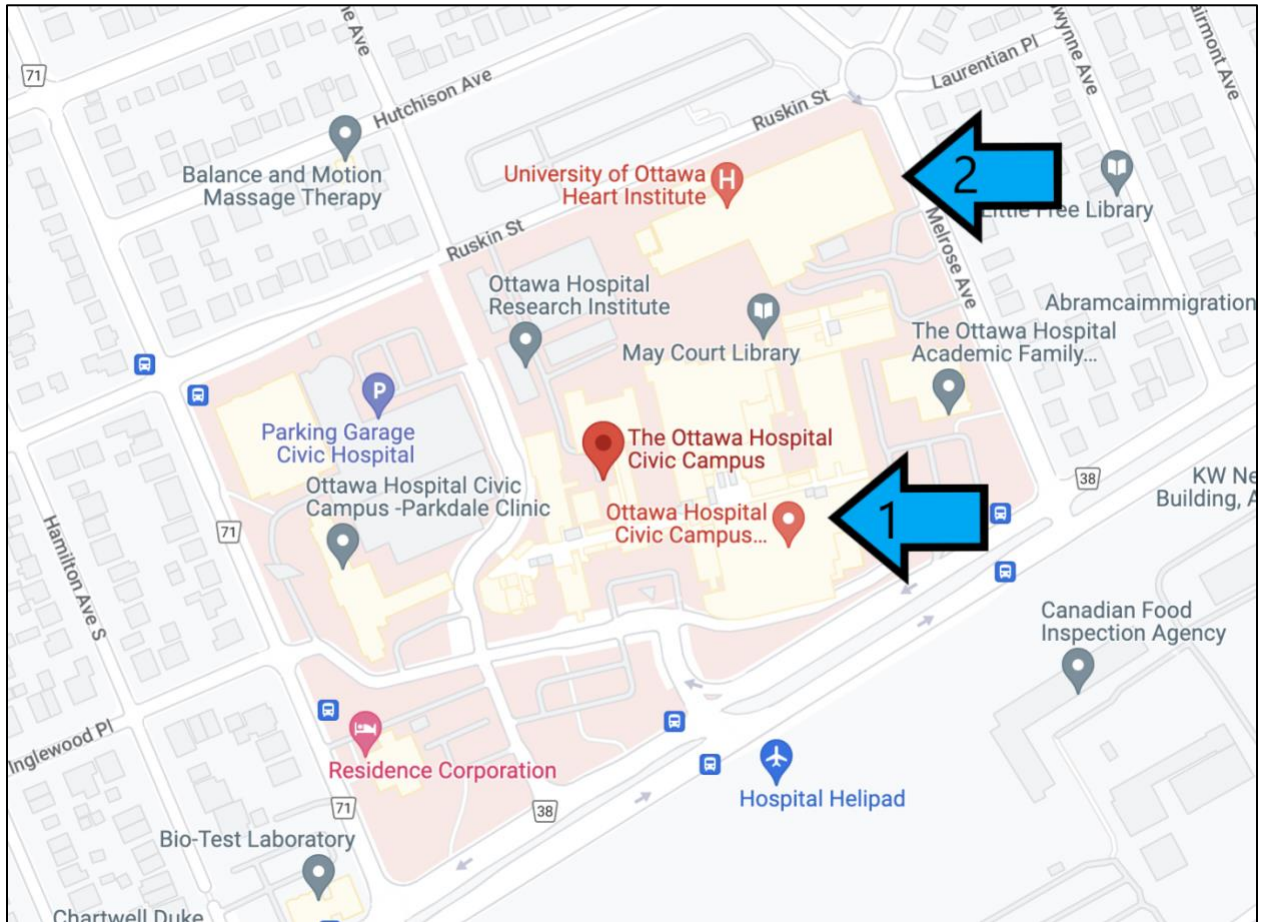 71
Hutchison Ave
Laurentian Pl
Ruskin St
Balance and Motion
Massage Therapy
University of Ottawa
Heart Institute
H
2
Little Free Library
Melrose Ave
Ruskin St
Ottawa Hospital
Research Institute
May Court Library
Abramcaimmigration
The Ottawa Hospital
Academic Family...
P
Parking Garage
Civic Hospital
The Ottawa Hospital
Civic Campus
38
KW Ne
Building, A
Ottawa Hospital Civic
Campus -Parkdale Clinic
Ottawa Hospital
Civic Campus...
1
71
Hamilton Ave S
Canadian Food
Inspection Agency
Inglewood Pl
Residence Corporation
Hospital Helipad
71
38
Bio-Test Laboratory
Chartwell Duke